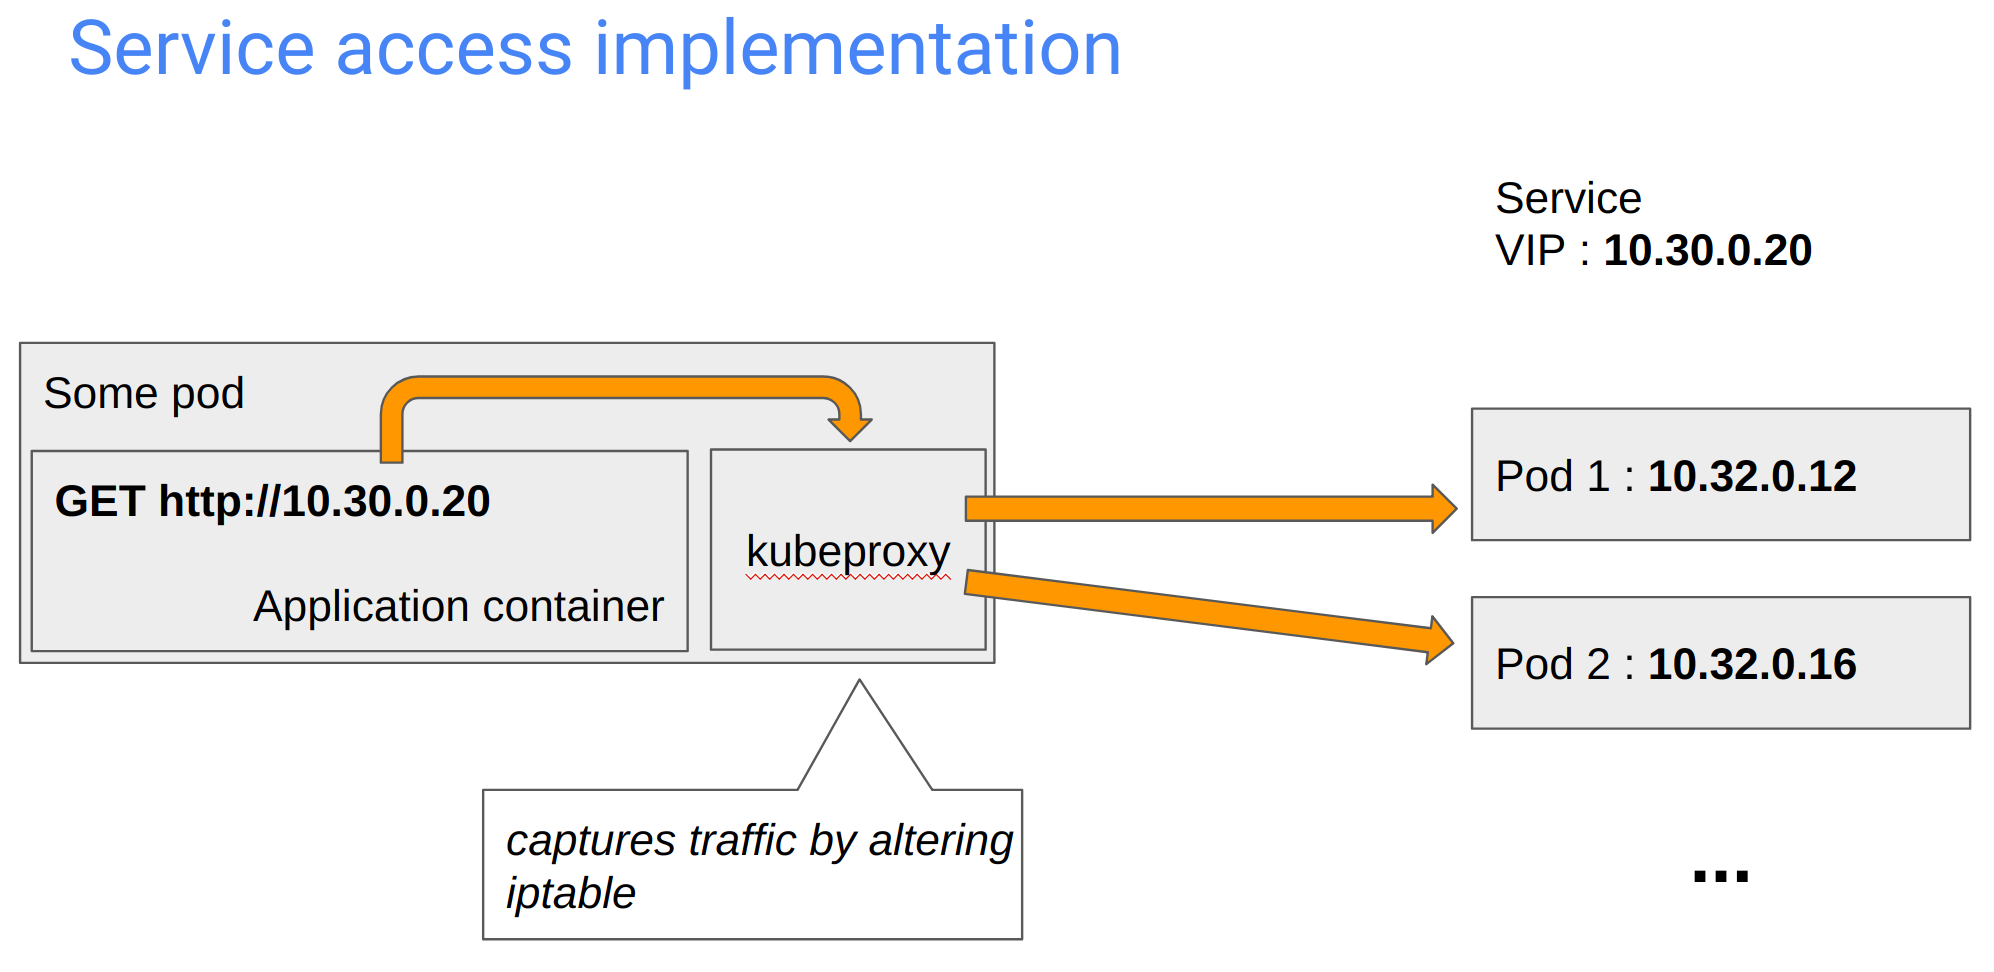 Service access implementation
Service
VIP : 10.30.0.20
Some pod
GET http://10.30.0.20
Application container
kubeproxy
Pod 1 : 10.32.0.12
Pod 2 : 10.32.0.16
captures traffic by altering
iptable
...